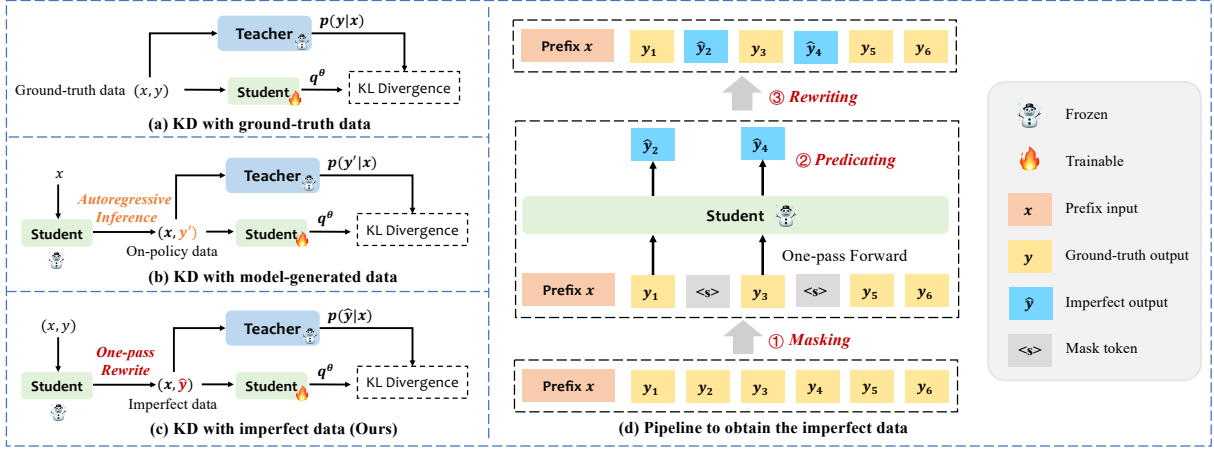 Teacher
p(y|x)
Ground-truth data (x, y)
Student
q^θ
KL Divergence
(a) KD with ground-truth data
x
Autoregressive
Inference
Student
(x, y′)
On-policy data
Teacher
p(y′|x)
Student
q^θ
KL Divergence
(b) KD with model-generated data
(x, y)
One-pass
Rewrite
Student
(x, ŷ)
Imperfect data
Teacher
p(ŷ|x)
Student
q^θ
KL Divergence
(c) KD with imperfect data (Ours)
Prefix x y₁ ŷ₂ y₃ ŷ₄ y₅ y₆
③ Rewriting
ŷ₂ ŷ₄
② Predicating
Student
One-pass Forward
Prefix x y₁ <s> y₃ <s> y₅ y₆
① Masking
Prefix x y₁ y₂ y₃ y₄ y₅ y₆
(d) Pipeline to obtain the imperfect data
Frozen
Trainable
x Prefix input
y Ground-truth output
ŷ Imperfect output
<s> Mask token